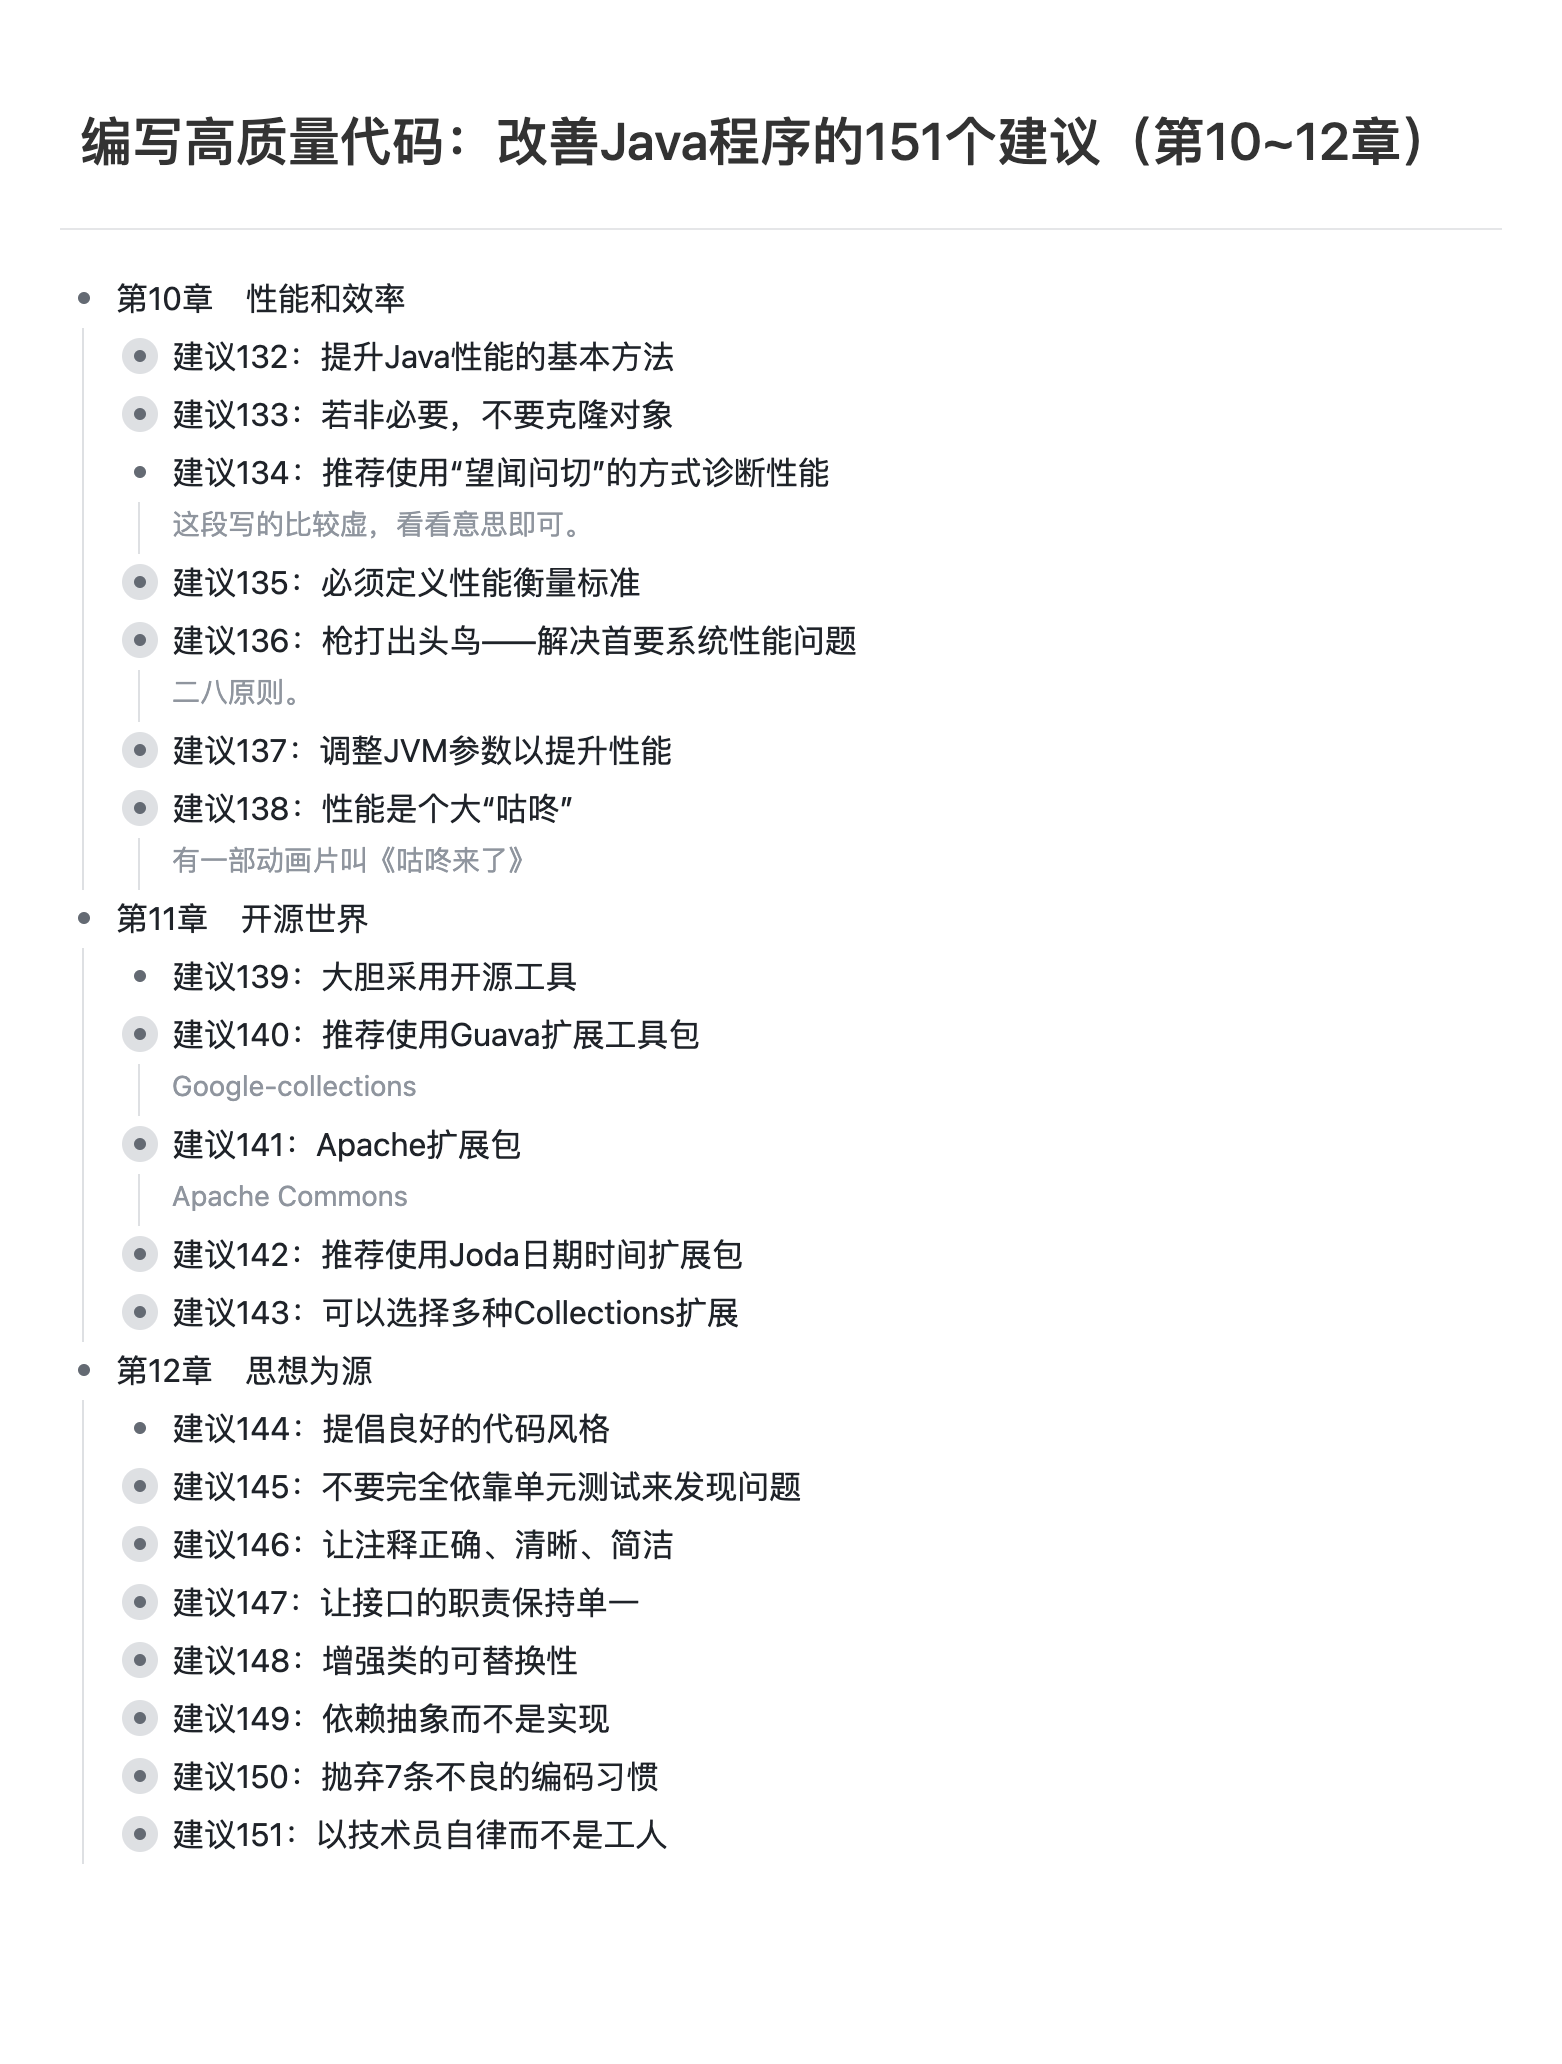 编写高质量代码：改善Java程序的151个建议（第10~12章）
第10章　性能和效率
建议132：提升Java性能的基本方法
建议133：若非必要，不要克隆对象
建议134：推荐使用“望闻问切”的方式诊断性能
这段写的比较虚，看看意思即可。
建议135：必须定义性能衡量标准
建议136：枪打出头鸟——解决首要系统性能问题
二八原则。
建议137：调整JVM参数以提升性能
建议138：性能是个大“咕咚”
有一部动画片叫《咕咚来了》
第11章　开源世界
建议139：大胆采用开源工具
建议140：推荐使用Guava扩展工具包
Google-collections
建议141：Apache扩展包
Apache Commons
建议142：推荐使用Joda日期时间扩展包
建议143：可以选择多种Collections扩展
第12章　思想为源
建议144：提倡良好的代码风格
建议145：不要完全依靠单元测试来发现问题
建议146：让注释正确、清晰、简洁
建议147：让接口的职责保持单一
建议148：增强类的可替换性
建议149：依赖抽象而不是实现
建议150：抛弃7条不良的编码习惯
建议151：以技术员自律而不是工人